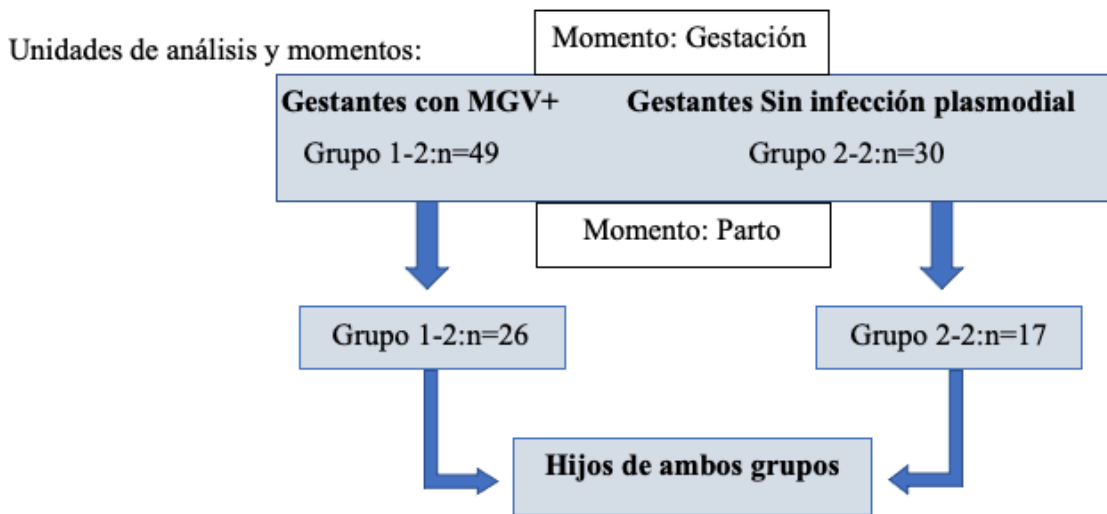 Momento: Gestación
Unidades de análisis y momentos:
Gestantes con MGV+
Gestantes Sin infección plasmodial
Grupo 1-2:n=49
Grupo 2-2:n=30
Momento: Parto
Grupo 1-2:n=26
Grupo 2-2:n=17
Hijos de ambos grupos